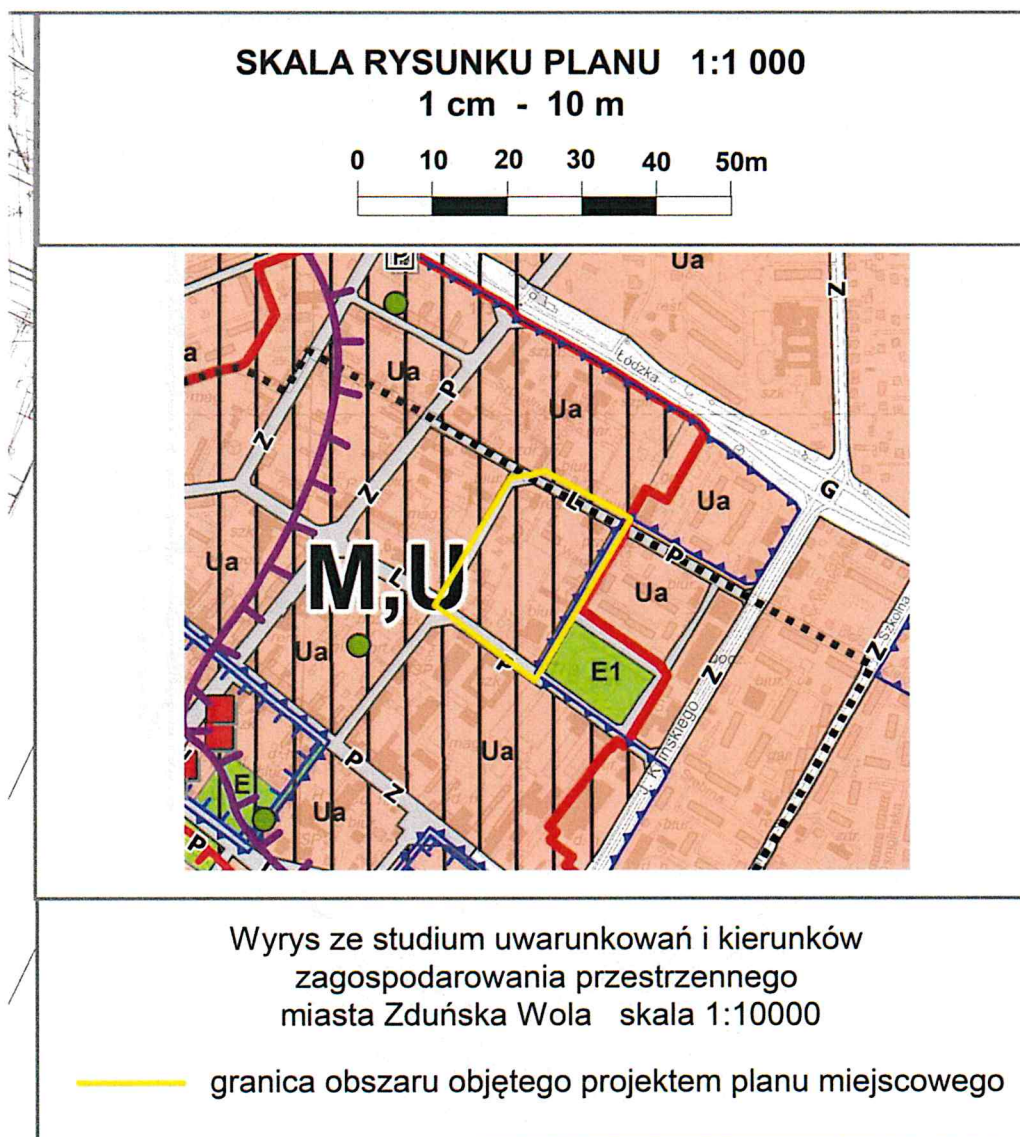 SKALA RYSUNKU PLANU 1:1 000
1 cm - 10 m
0 10 20 30 40 50m
Ua
Z
Łódzka
Ua
P
Ua
Z
Z
L
G
Ua
P
Ua
M,U
L
Ua
Szkolna
Z
Ua
P
E1
Z
J. Kilińskiego
Ua
P
Z
E
Ua
P
Wyrys ze studium uwarunkowań i kierunków
zagospodarowania przestrzennego
miasta Zduńska Wola skala 1:10000
granica obszaru objętego projektem planu miejscowego